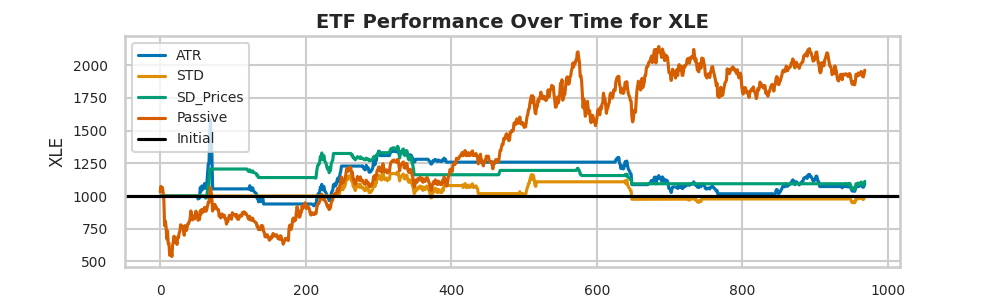 ETF Performance Over Time for XLE
XLE
2000
1750
1500
1250
1000
750
500
ATR
STD
SD_Prices
Passive
Initial
0 200 400 600 800 1000